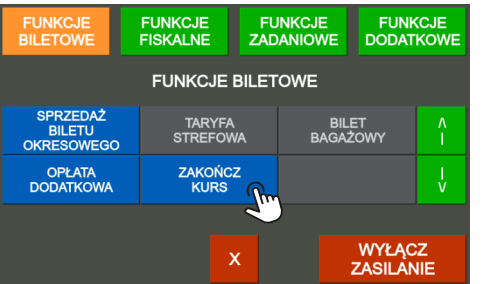 FUNKCJE
BILETOWE
FUNKCJE
FISKALNE
FUNKCJE
ZADANIOWE
FUNKCJE
DODATKOWE
FUNKCJE BILETOWE
SPRZEDAŻ
BILETU
OKRESOWEGO
TARYFA
STREFOWA
BILET
BAGAŻOWY
OPŁATA
DODATKOWA
ZAKOŃCZ
KURS
X
WYŁĄCZ
ZASILANIE